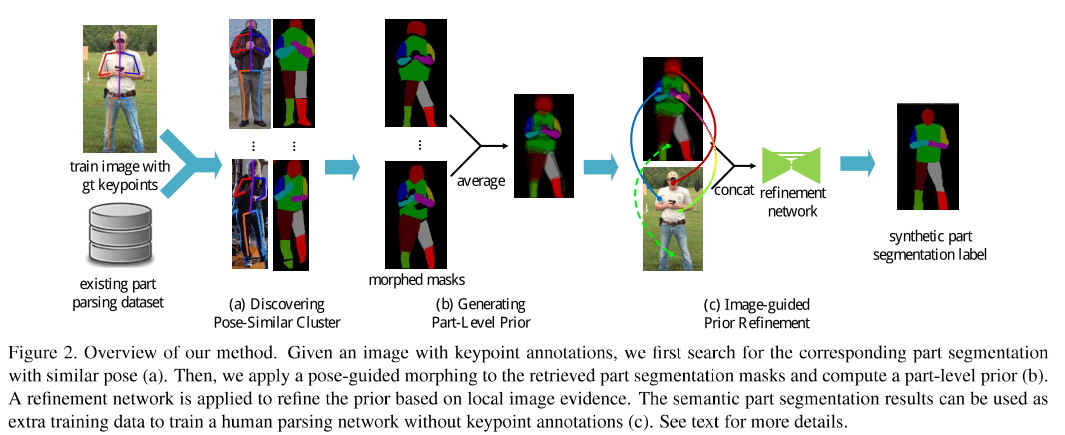 train image with
gt keypoints
existing part
parsing dataset
(a) Discovering
Pose-Similar Cluster
morphed masks
average
(b) Generating
Part-Level Prior
concat
refinement
network
(c) Image-guided
Prior Refinement
synthetic part
segmentation label
Figure 2. Overview of our method. Given an image with keypoint annotations, we first search for the corresponding part segmentation
with similar pose (a). Then, we apply a pose-guided morphing to the retrieved part segmentation masks and compute a part-level prior (b).
A refinement network is applied to refine the prior based on local image evidence. The semantic part segmentation results can be used as
extra training data to train a human parsing network without keypoint annotations (c). See text for more details.